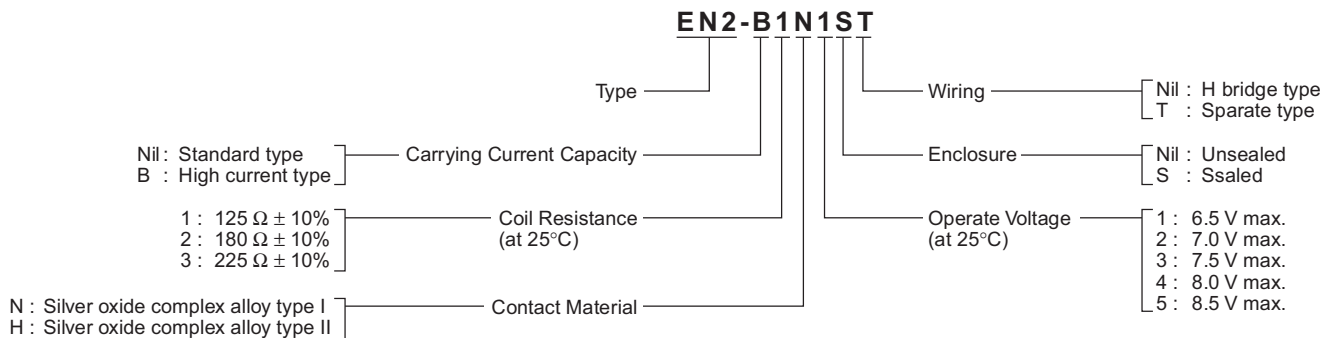 EN2-B1N1ST
Type
Wiring
Nil : H bridge type
T : Sparate type
Nil : Standard type
B : High current type
Carrying Current Capacity
Enclosure
Nil : Unsealed
S : Ssaled
1 : 125 Ω ± 10%
2 : 180 Ω ± 10%
3 : 225 Ω ± 10%
Coil Resistance
(at 25°C)
Operate Voltage
(at 25°C)
1 : 6.5 V max.
2 : 7.0 V max.
3 : 7.5 V max.
4 : 8.0 V max.
5 : 8.5 V max.
N : Silver oxide complex alloy type I
H : Silver oxide complex alloy type II
Contact Material